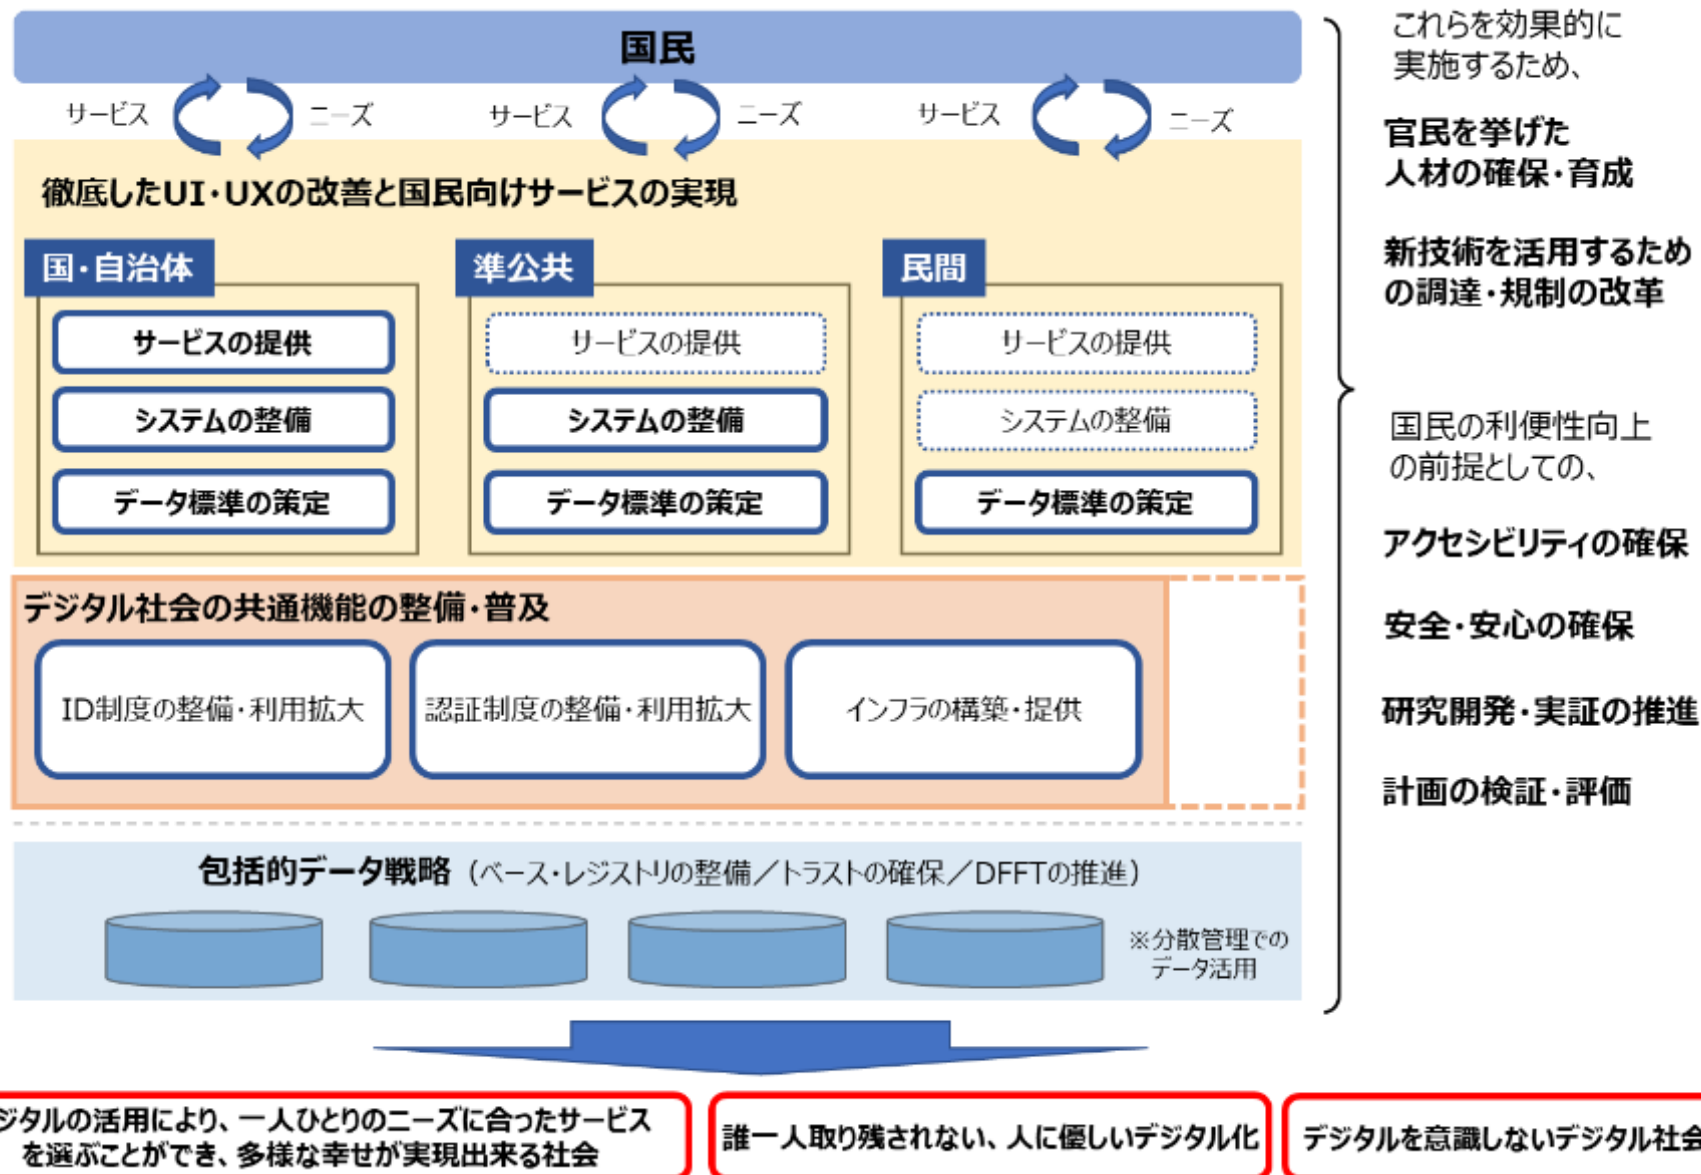 国民
サービス
ニーズ
サービス
ニーズ
サービス
ニーズ
徹底したUI・UXの改善と国民向けサービスの実現
国・自治体
サービスの提供
システムの整備
データ標準の策定
準公共
サービスの提供
システムの整備
データ標準の策定
民間
サービスの提供
システムの整備
データ標準の策定
デジタル社会の共通機能の整備・普及
ID制度の整備・利用拡大
認証制度の整備・利用拡大
インフラの構築・提供
包括的データ戦略（ベース・レジストリの整備／トラストの確保／DFFTの推進）
※分散管理での
データ活用
これらを効果的に
実施するため、
官民を挙げた
人材の確保・育成
新技術を活用するため
の調達・規制の改革
国民の利便性向上
の前提としての、
アクセシビリティの確保
安全・安心の確保
研究開発・実証の推進
計画の検証・評価
ジタルの活用により、一人ひとりのニーズに合ったサービス
を選ぶことができ、多様な幸せが実現出来る社会
誰一人取り残されない、人に優しいデジタル化
デジタルを意識しないデジタル社会